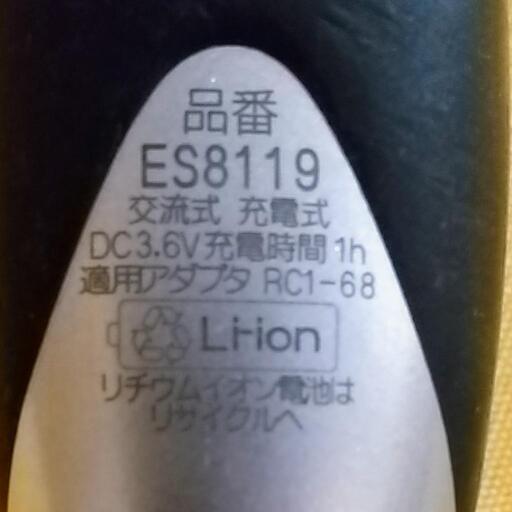 品番
ES8119
交流式 充電式
DC3.6V充電時間1h
適用アダプタ RC1-68
Li-ion
リチウムイオン電池は
リサイクルへ